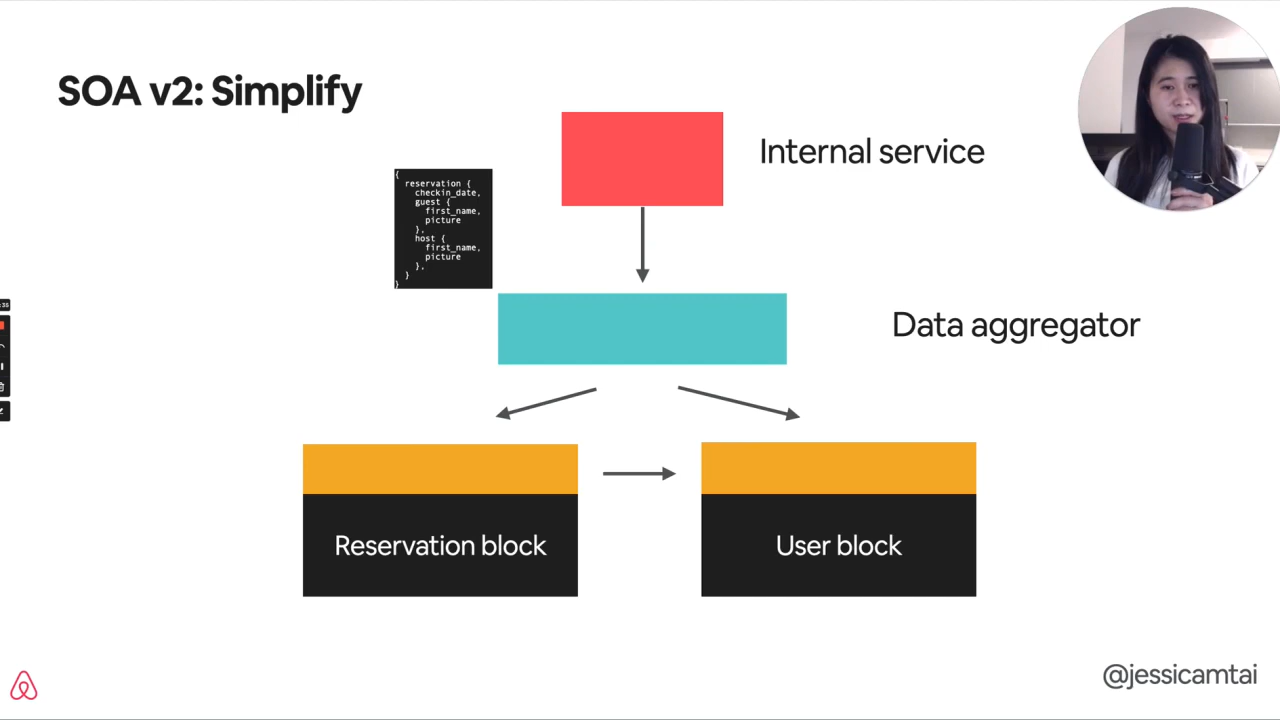 SOA v2: Simplify
Internal service
{
reservation {
checkin_date,
guest {
first_name,
picture
},
host {
first_name,
picture
},
}
}
Data aggregator
Reservation block
User block
@jessicamtai